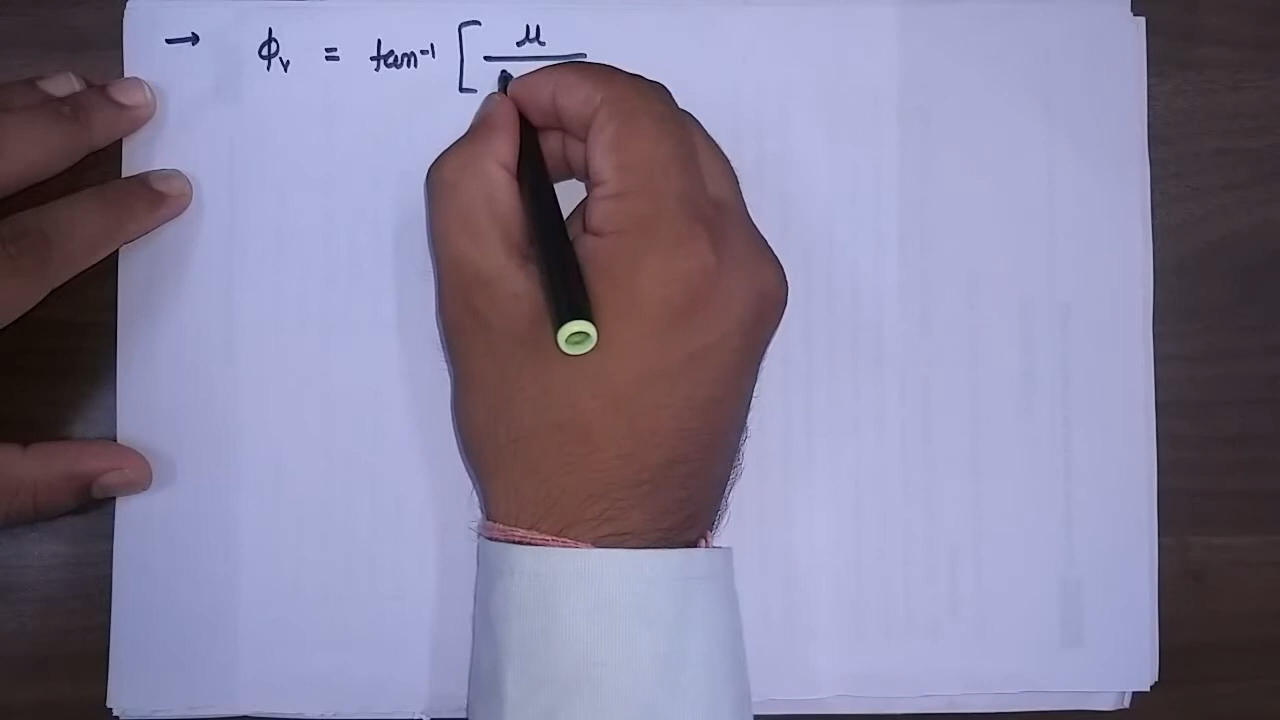 → ϕᵥ = tan⁻¹ [ μ